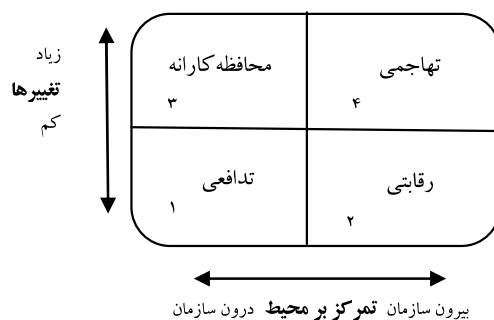 زیاد
تغییرها
کم
تهاجمی
محافظه کارانه
۴
۳
رقابتی
تدافعی
۲
۱
بیرون سازمان تمرکز بر محیط درون سازمان